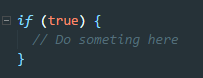 if (true) {
  // Do someting here
}